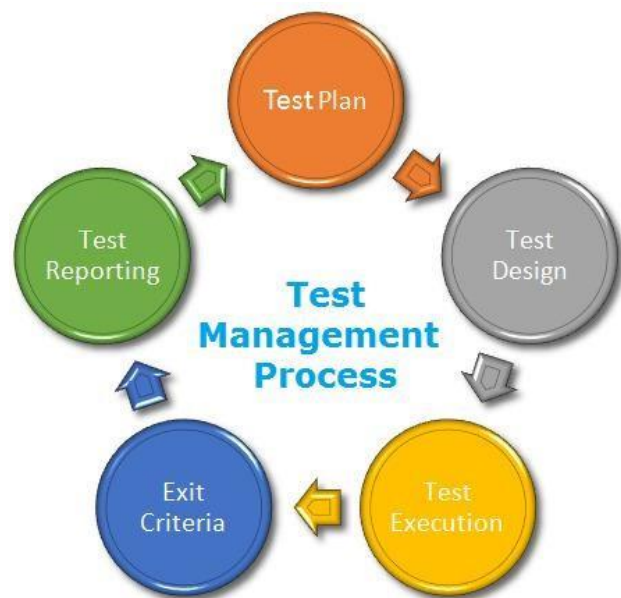 Test Plan
Test
Design
Test
Execution
Exit
Criteria
Test
Reporting
Test
Management
Process